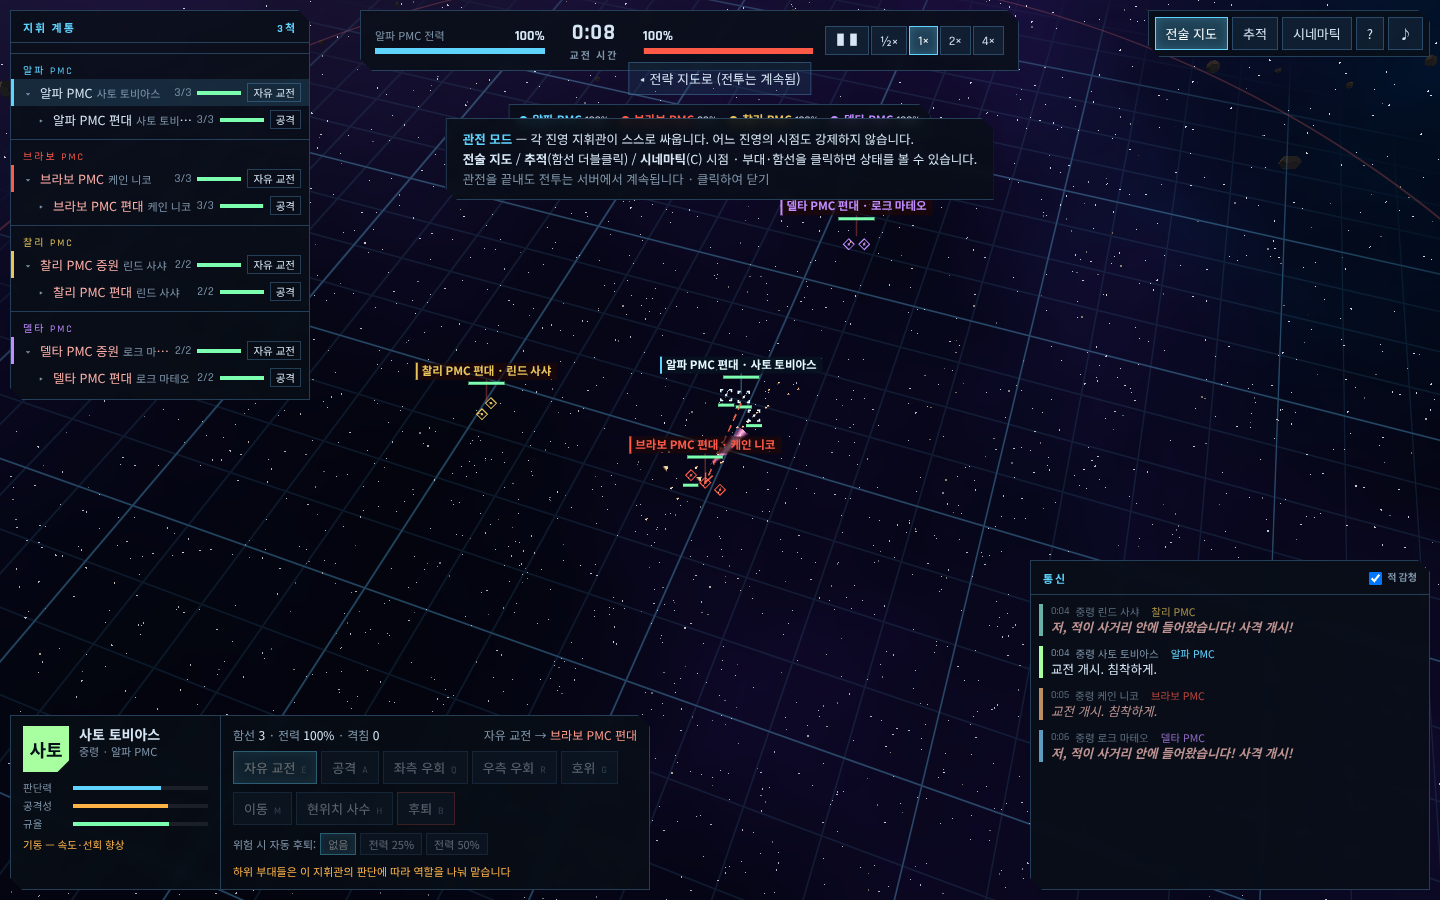 지휘 계통 3척
알파 PMC
알파 PMC 사토 토비아스 3/3 자유 교전
알파 PMC 편대 사토 토비··· 3/3 공격
브라보 PMC
브라보 PMC 케인 니코 3/3 자유 교전
브라보 PMC 편대 케인 니코 3/3 공격
찰리 PMC
찰리 PMC 증원 린드 사샤 2/2 자유 교전
찰리 PMC 편대 린드 사샤 2/2 공격
델타 PMC
델타 PMC 증원 로크 마··· 2/2 자유 교전
델타 PMC 편대 로크 마테오 2/2 공격
알파 PMC 전력 100%
0:08
교전 시간
100%
½× 1× 2× 4×
전술 지도 추적 시네마틱 ? ♪
◂ 전략 지도로 (전투는 계속됨)
관전 모드 — 각 진영 지휘관이 스스로 싸웁니다. 어느 진영의 시점도 강제하지 않습니다.
전술 지도 / 추적(함선 더블클릭) / 시네마틱(C) 시점 · 부대·함선을 클릭하면 상태를 볼 수 있습니다.
관전을 끝내도 전투는 서버에서 계속됩니다 · 클릭하여 닫기
델타 PMC 편대 · 로크 마테오
찰리 PMC 편대 · 린드 사샤
알파 PMC 편대 · 사토 토비아스
브라보 PMC 편대 · 케인 니코
통신 적 감청
0:04 중령 린드 사샤 찰리 PMC
저, 적이 사거리 안에 들어왔습니다! 사격 개시!
0:04 중령 사토 토비아스 알파 PMC
교전 개시. 침착하게.
0:05 중령 케인 니코 브라보 PMC
교전 개시. 침착하게.
0:06 중령 로크 마테오 델타 PMC
저, 적이 사거리 안에 들어왔습니다! 사격 개시!
사토
사토 토비아스
중령 · 알파 PMC
판단력
공격성
규율
기동 — 속도·선회 향상
함선 3 · 전력 100% · 격침 0 자유 교전 → 브라보 PMC 편대
자유 교전 E 공격 A 좌측 우회 Q 우측 우회 R 호위 G
이동 M 현위치 사수 H 후퇴 B
위험 시 자동 후퇴: 없음 전력 25% 전력 50%
하위 부대들은 이 지휘관의 판단에 따라 역할을 나눠 맡습니다